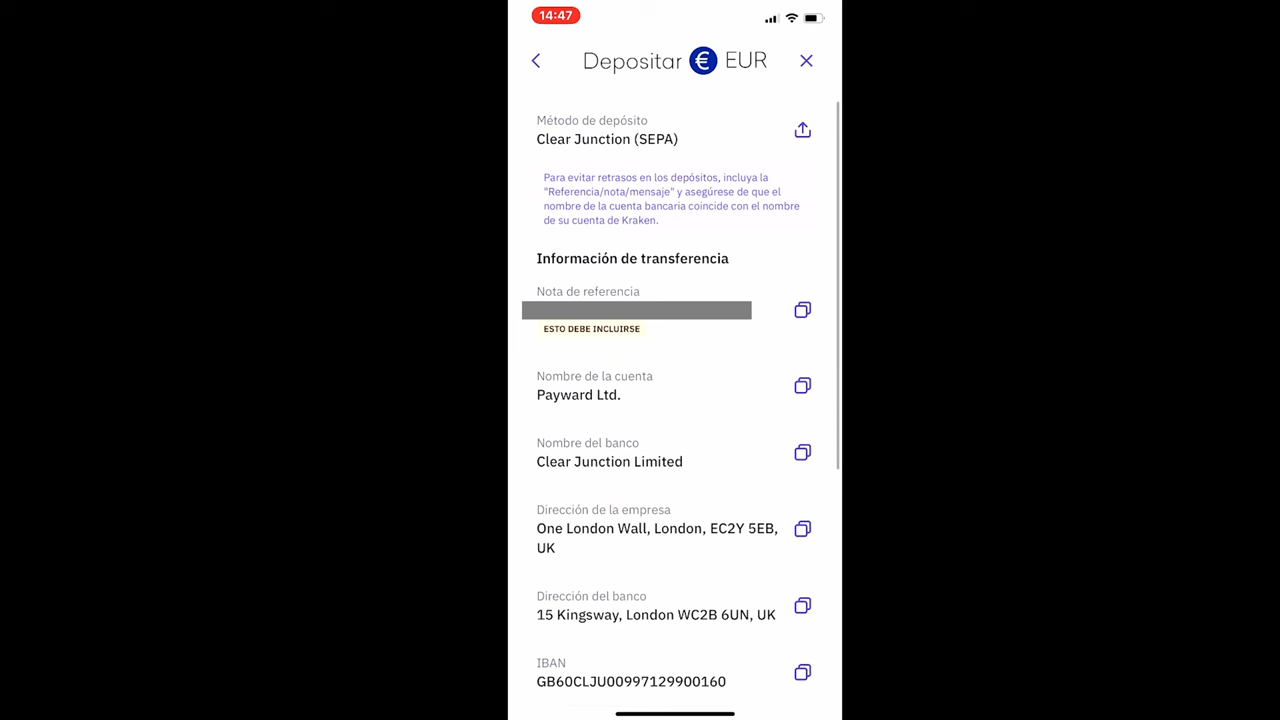 14:47
Depositar € EUR
Método de depósito
Clear Junction (SEPA)
Para evitar retrasos en los depósitos, incluya la
"Referencia/nota/mensaje" y asegúrese de que el
nombre de la cuenta bancaria coincide con el nombre
de su cuenta de Kraken.
Información de transferencia
Nota de referencia
ESTO DEBE INCLUIRSE
Nombre de la cuenta
Payward Ltd.
Nombre del banco
Clear Junction Limited
Dirección de la empresa
One London Wall, London, EC2Y 5EB,
UK
Dirección del banco
15 Kingsway, London WC2B 6UN, UK
IBAN
GB60CLJU00997129900160